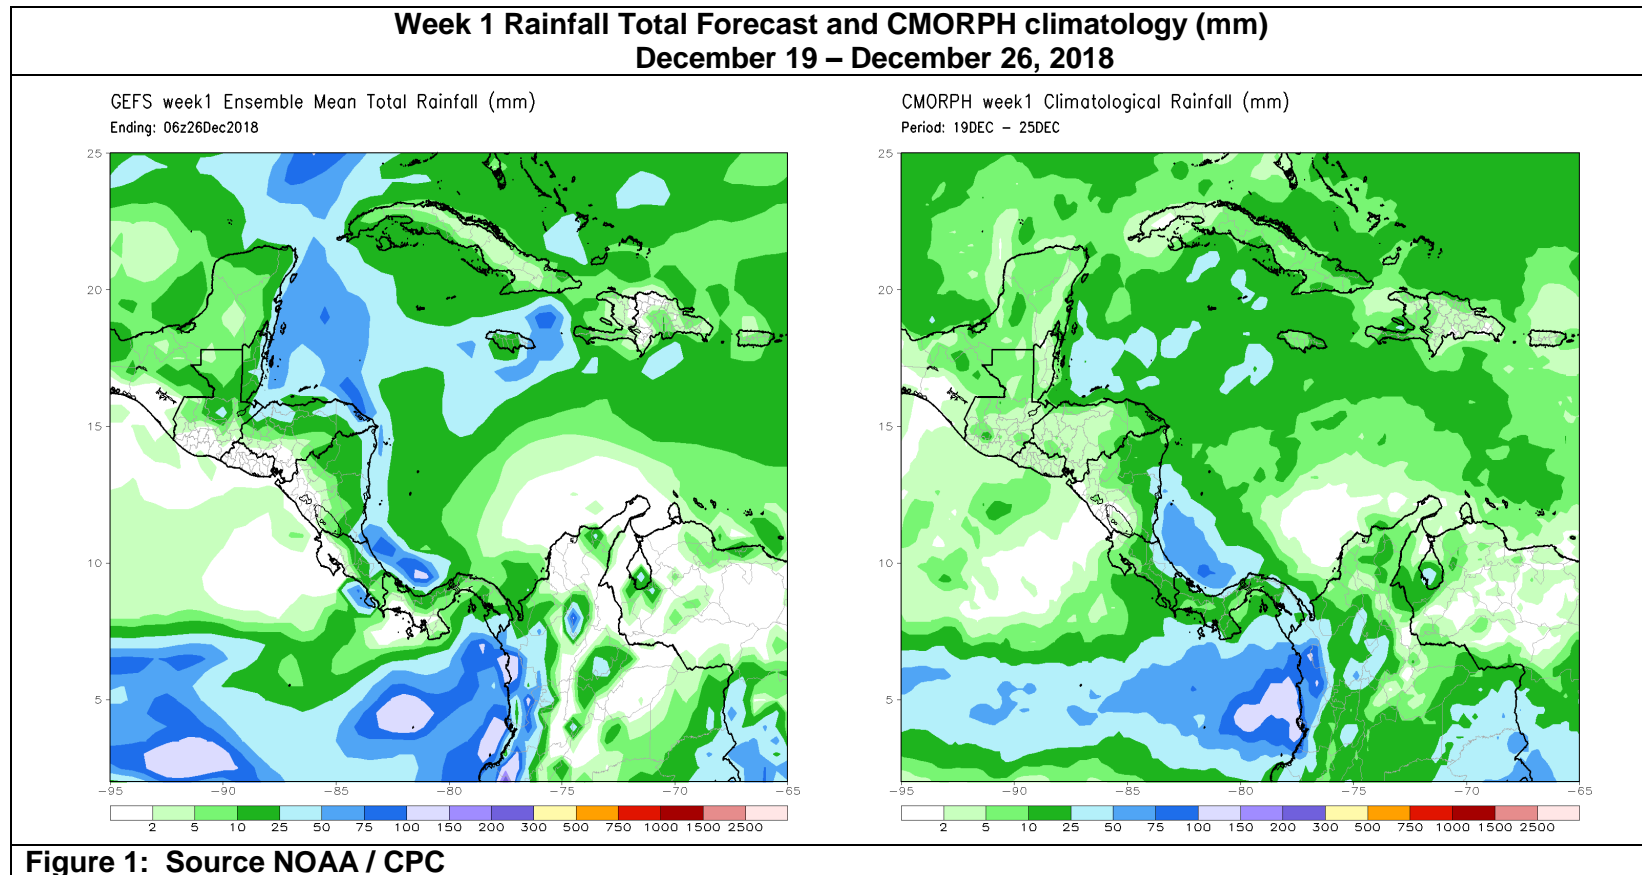 Week 1 Rainfall Total Forecast and CMORPH climatology (mm)
December 19 – December 26, 2018
GEFS week1 Ensemble Mean Total Rainfall (mm)
Ending: 06z26Dec2018
25
20
15
10
5
-95 -90 -85 -80 -75 -70 -65
2 5 10 25 50 75 100 150 200 300 500 750 1000 1500 2500
CMORPH week1 Climatological Rainfall (mm)
Period: 19DEC – 25DEC
25
20
15
10
5
-95 -90 -85 -80 -75 -70 -65
2 5 10 25 50 75 100 150 200 300 500 750 1000 1500 2500
Figure 1: Source NOAA / CPC